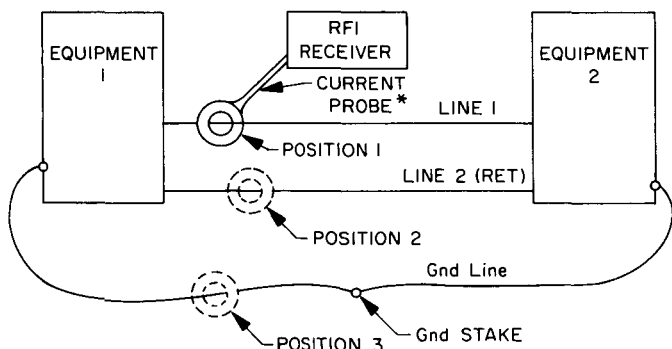 EQUIPMENT
1
RFI
RECEIVER
EQUIPMENT
2
CURRENT
PROBE *
LINE 1
POSITION 1
LINE 2 (RET)
POSITION 2
Gnd Line
POSITION 3
Gnd STAKE